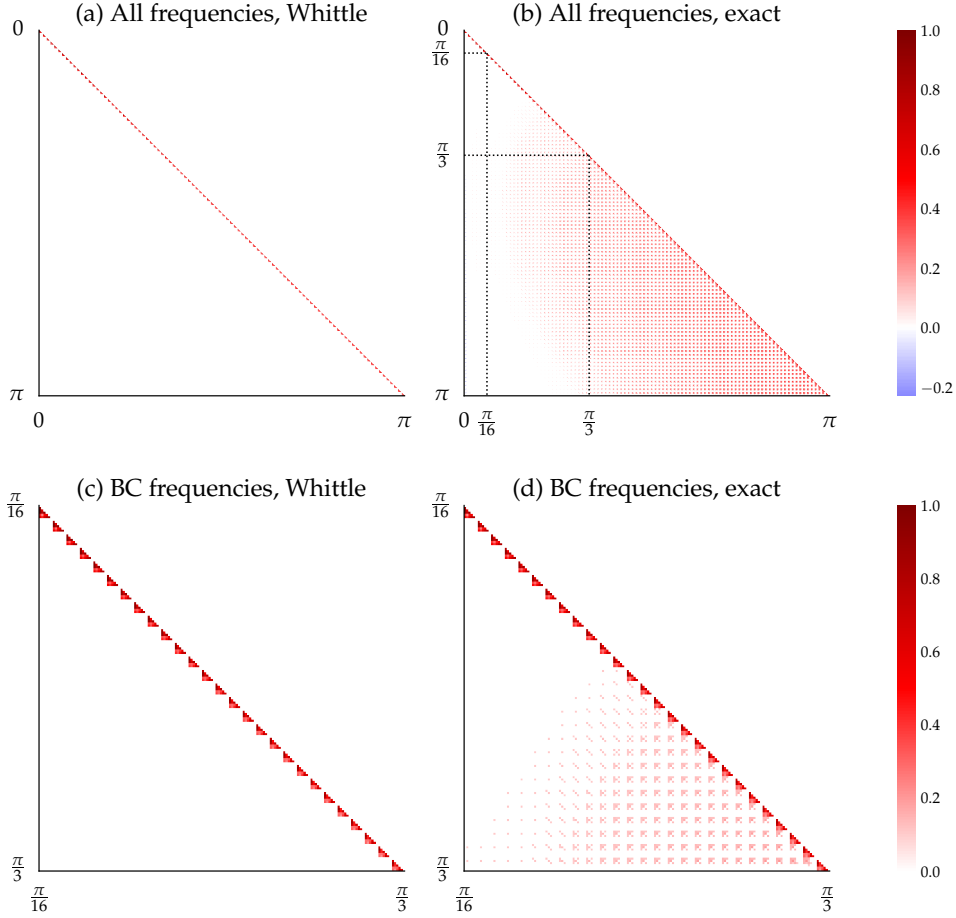 (a) All frequencies, Whittle
(b) All frequencies, exact
0
π
0
π
0
π/16
π/3
π
0
π/16
π/3
π
1.0
0.8
0.6
0.4
0.2
0.0
−0.2
(c) BC frequencies, Whittle
(d) BC frequencies, exact
π/16
π/3
π/16
π/3
π/16
π/3
π/16
π/3
1.0
0.8
0.6
0.4
0.2
0.0